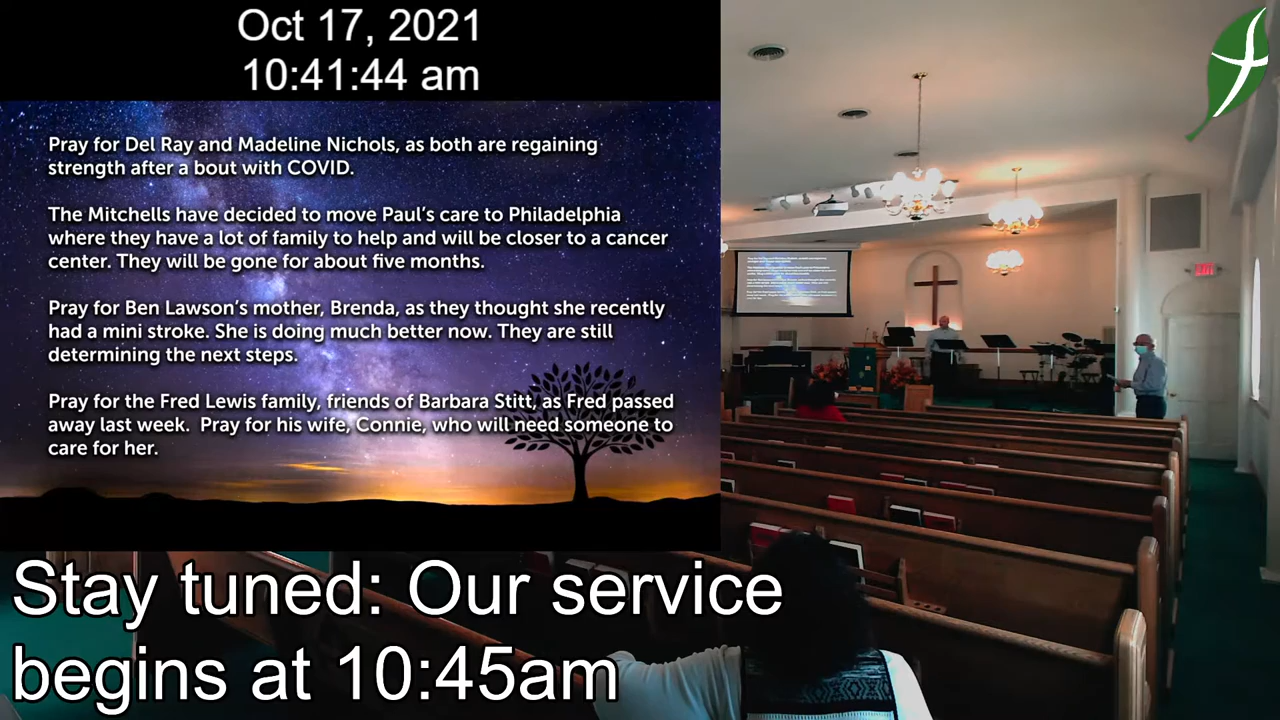 Oct 17, 2021
10:41:44 am
Pray for Del Ray and Madeline Nichols, as both are regaining
strength after a bout with COVID.
The Mitchells have decided to move Paul's care to Philadelphia
where they have a lot of family to help and will be closer to a cancer
center. They will be gone for about five months.
Pray for Ben Lawson's mother, Brenda, as they thought she recently
had a mini stroke. She is doing much better now. They are still
determining the next steps.
Pray for the Fred Lewis family, friends of Barbara Stitt, as Fred passed
away last week.  Pray for his wife, Connie, who will need someone to
care for her.
Stay tuned: Our service
begins at 10:45am